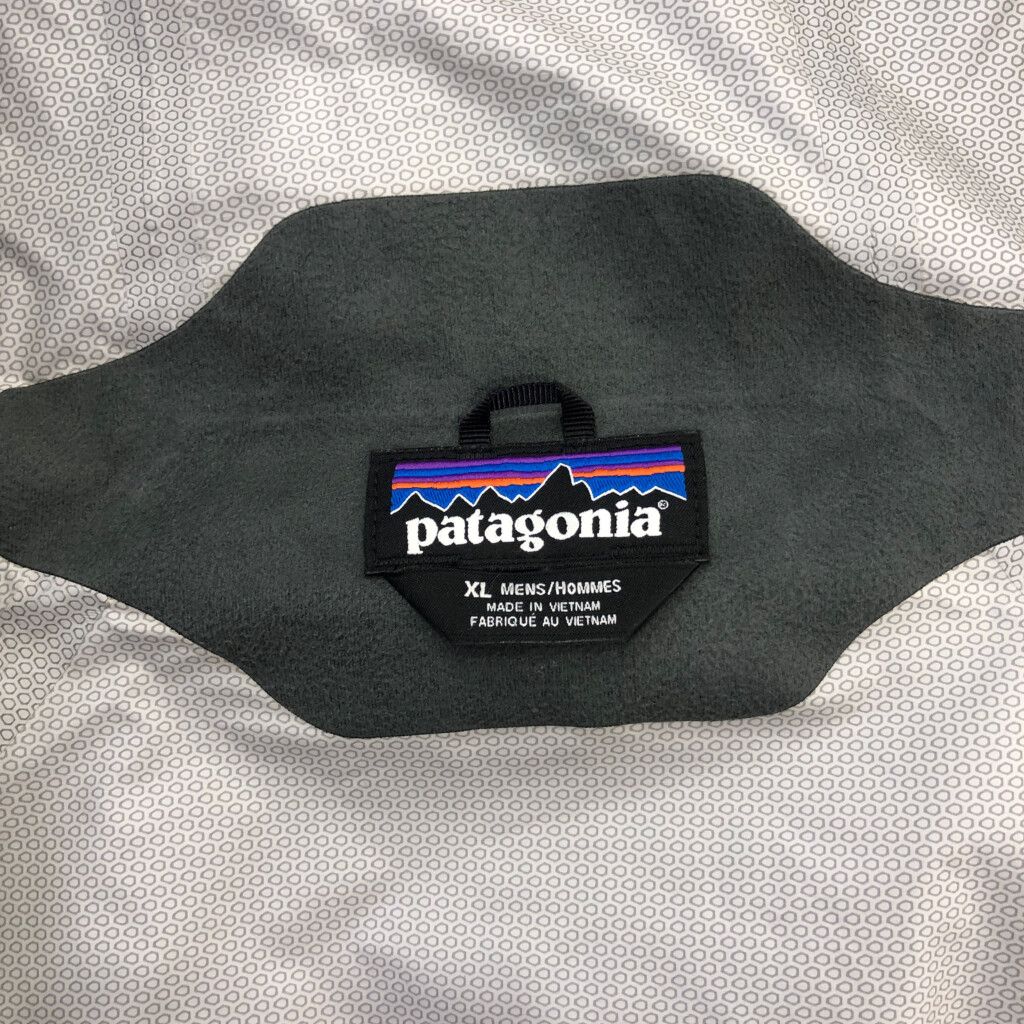 patagonia®
XL MENS/HOMMES
MADE IN VIETNAM
FABRIQUÉ AU VIETNAM